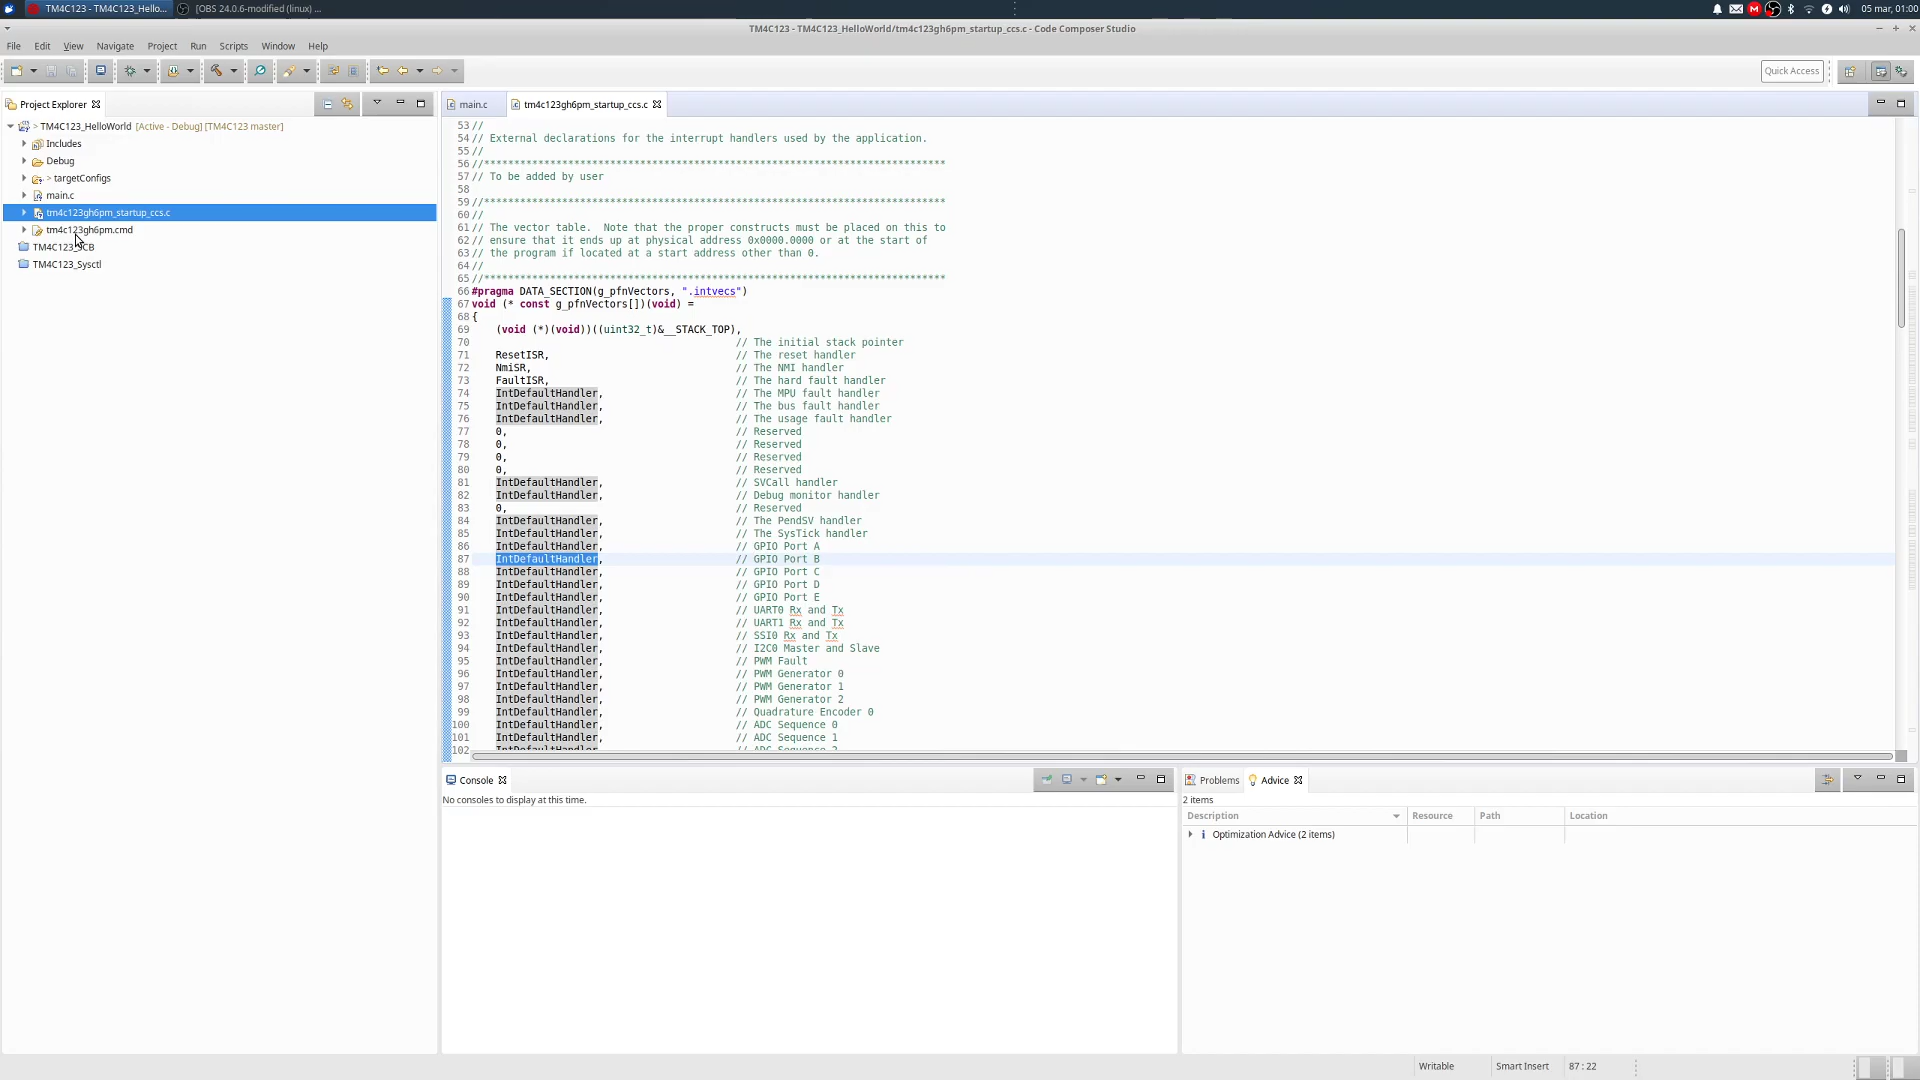 TM4C123 - TM4C123_Hello...
[OBS 24.0.6-modified (linux) ...
05 mar, 01:00
TM4C123 - TM4C123_HelloWorld/tm4c123gh6pm_startup_ccs.c - Code Composer Studio
File Edit View Navigate Project Run Scripts Window Help
Quick Access
Project Explorer
> TM4C123_HelloWorld [Active - Debug] [TM4C123 master]
Includes
Debug
> targetConfigs
main.c
tm4c123gh6pm_startup_ccs.c
tm4c123gh6pm.cmd
TM4C123_Sysctl
main.c
tm4c123gh6pm_startup_ccs.c
53 //
54 // External declarations for the interrupt handlers used by the application.
55 //
56 //*****************************************************************************
57 // To be added by user
58
59 //*****************************************************************************
60 //
61 // The vector table.  Note that the proper constructs must be placed on this to
62 // ensure that it ends up at physical address 0x0000.0000 or at the start of
63 // the program if located at a start address other than 0.
64 //
65 //*****************************************************************************
66 #pragma DATA_SECTION(g_pfnVectors, ".intvecs")
67 void (* const g_pfnVectors[])(void) =
68 {
69 (void (*)(void))((uint32_t)&__STACK_TOP),
70 // The initial stack pointer
71 ResetISR, // The reset handler
72 NmiSR, // The NMI handler
73 FaultISR, // The hard fault handler
74 IntDefaultHandler, // The MPU fault handler
75 IntDefaultHandler, // The bus fault handler
76 IntDefaultHandler, // The usage fault handler
77 0, // Reserved
78 0, // Reserved
79 0, // Reserved
80 0, // Reserved
81 IntDefaultHandler, // SVCall handler
82 IntDefaultHandler, // Debug monitor handler
83 0, // Reserved
84 IntDefaultHandler, // The PendSV handler
85 IntDefaultHandler, // The SysTick handler
86 IntDefaultHandler, // GPIO Port A
87 IntDefaultHandler, // GPIO Port B
88 IntDefaultHandler, // GPIO Port C
89 IntDefaultHandler, // GPIO Port D
90 IntDefaultHandler, // GPIO Port E
91 IntDefaultHandler, // UART0 Rx and Tx
92 IntDefaultHandler, // UART1 Rx and Tx
93 IntDefaultHandler, // SSI0 Rx and Tx
94 IntDefaultHandler, // I2C0 Master and Slave
95 IntDefaultHandler, // PWM Fault
96 IntDefaultHandler, // PWM Generator 0
97 IntDefaultHandler, // PWM Generator 1
98 IntDefaultHandler, // PWM Generator 2
99 IntDefaultHandler, // Quadrature Encoder 0
100 IntDefaultHandler, // ADC Sequence 0
101 IntDefaultHandler, // ADC Sequence 1
102 IntDefaultHandler, // ADC Sequence 2
Console
No consoles to display at this time.
Problems Advice
2 items
Description Resource Path Location
i Optimization Advice (2 items)
Writable Smart Insert 87 : 22